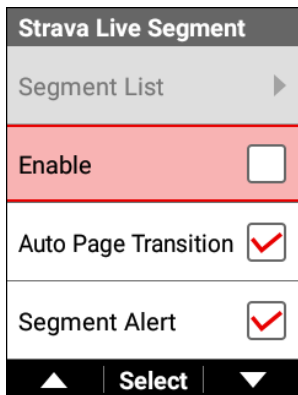 Strava Live Segment
Segment List
Enable
Auto Page Transition
Segment Alert
Select